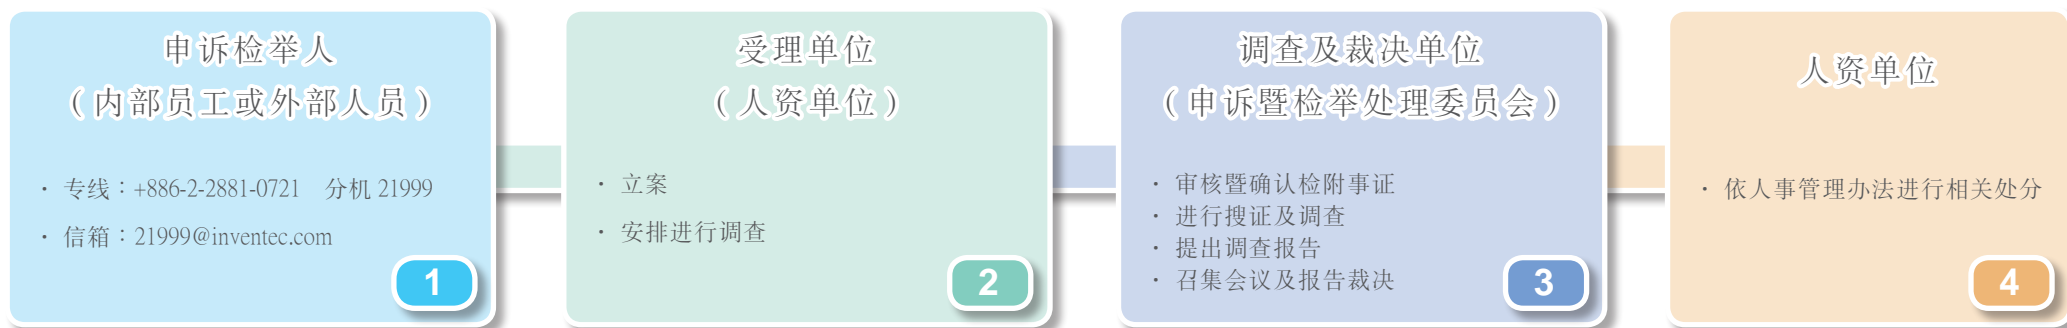 申诉检举人
（内部员工或外部人员）
· 专线：+886-2-2881-0721 分机 21999
· 信箱：21999@inventec.com
1
受理单位
（人资单位）
· 立案
· 安排进行调查
2
调查及裁决单位
（申诉暨检举处理委员会）
· 审核暨确认检附事证
· 进行搜证及调查
· 提出调查报告
· 召集会议及报告裁决
3
人资单位
· 依人事管理办法进行相关处分
4